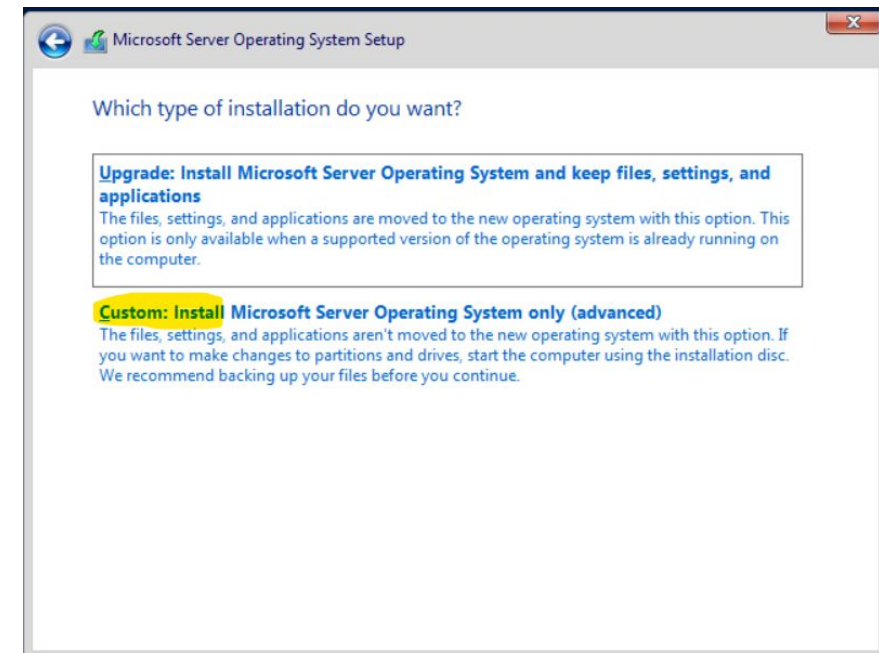 Microsoft Server Operating System Setup
Which type of installation do you want?
Upgrade: Install Microsoft Server Operating System and keep files, settings, and
applications
The files, settings, and applications are moved to the new operating system with this option. This
option is only available when a supported version of the operating system is already running on
the computer.
Custom: Install Microsoft Server Operating System only (advanced)
The files, settings, and applications aren't moved to the new operating system with this option. If
you want to make changes to partitions and drives, start the computer using the installation disc.
We recommend backing up your files before you continue.